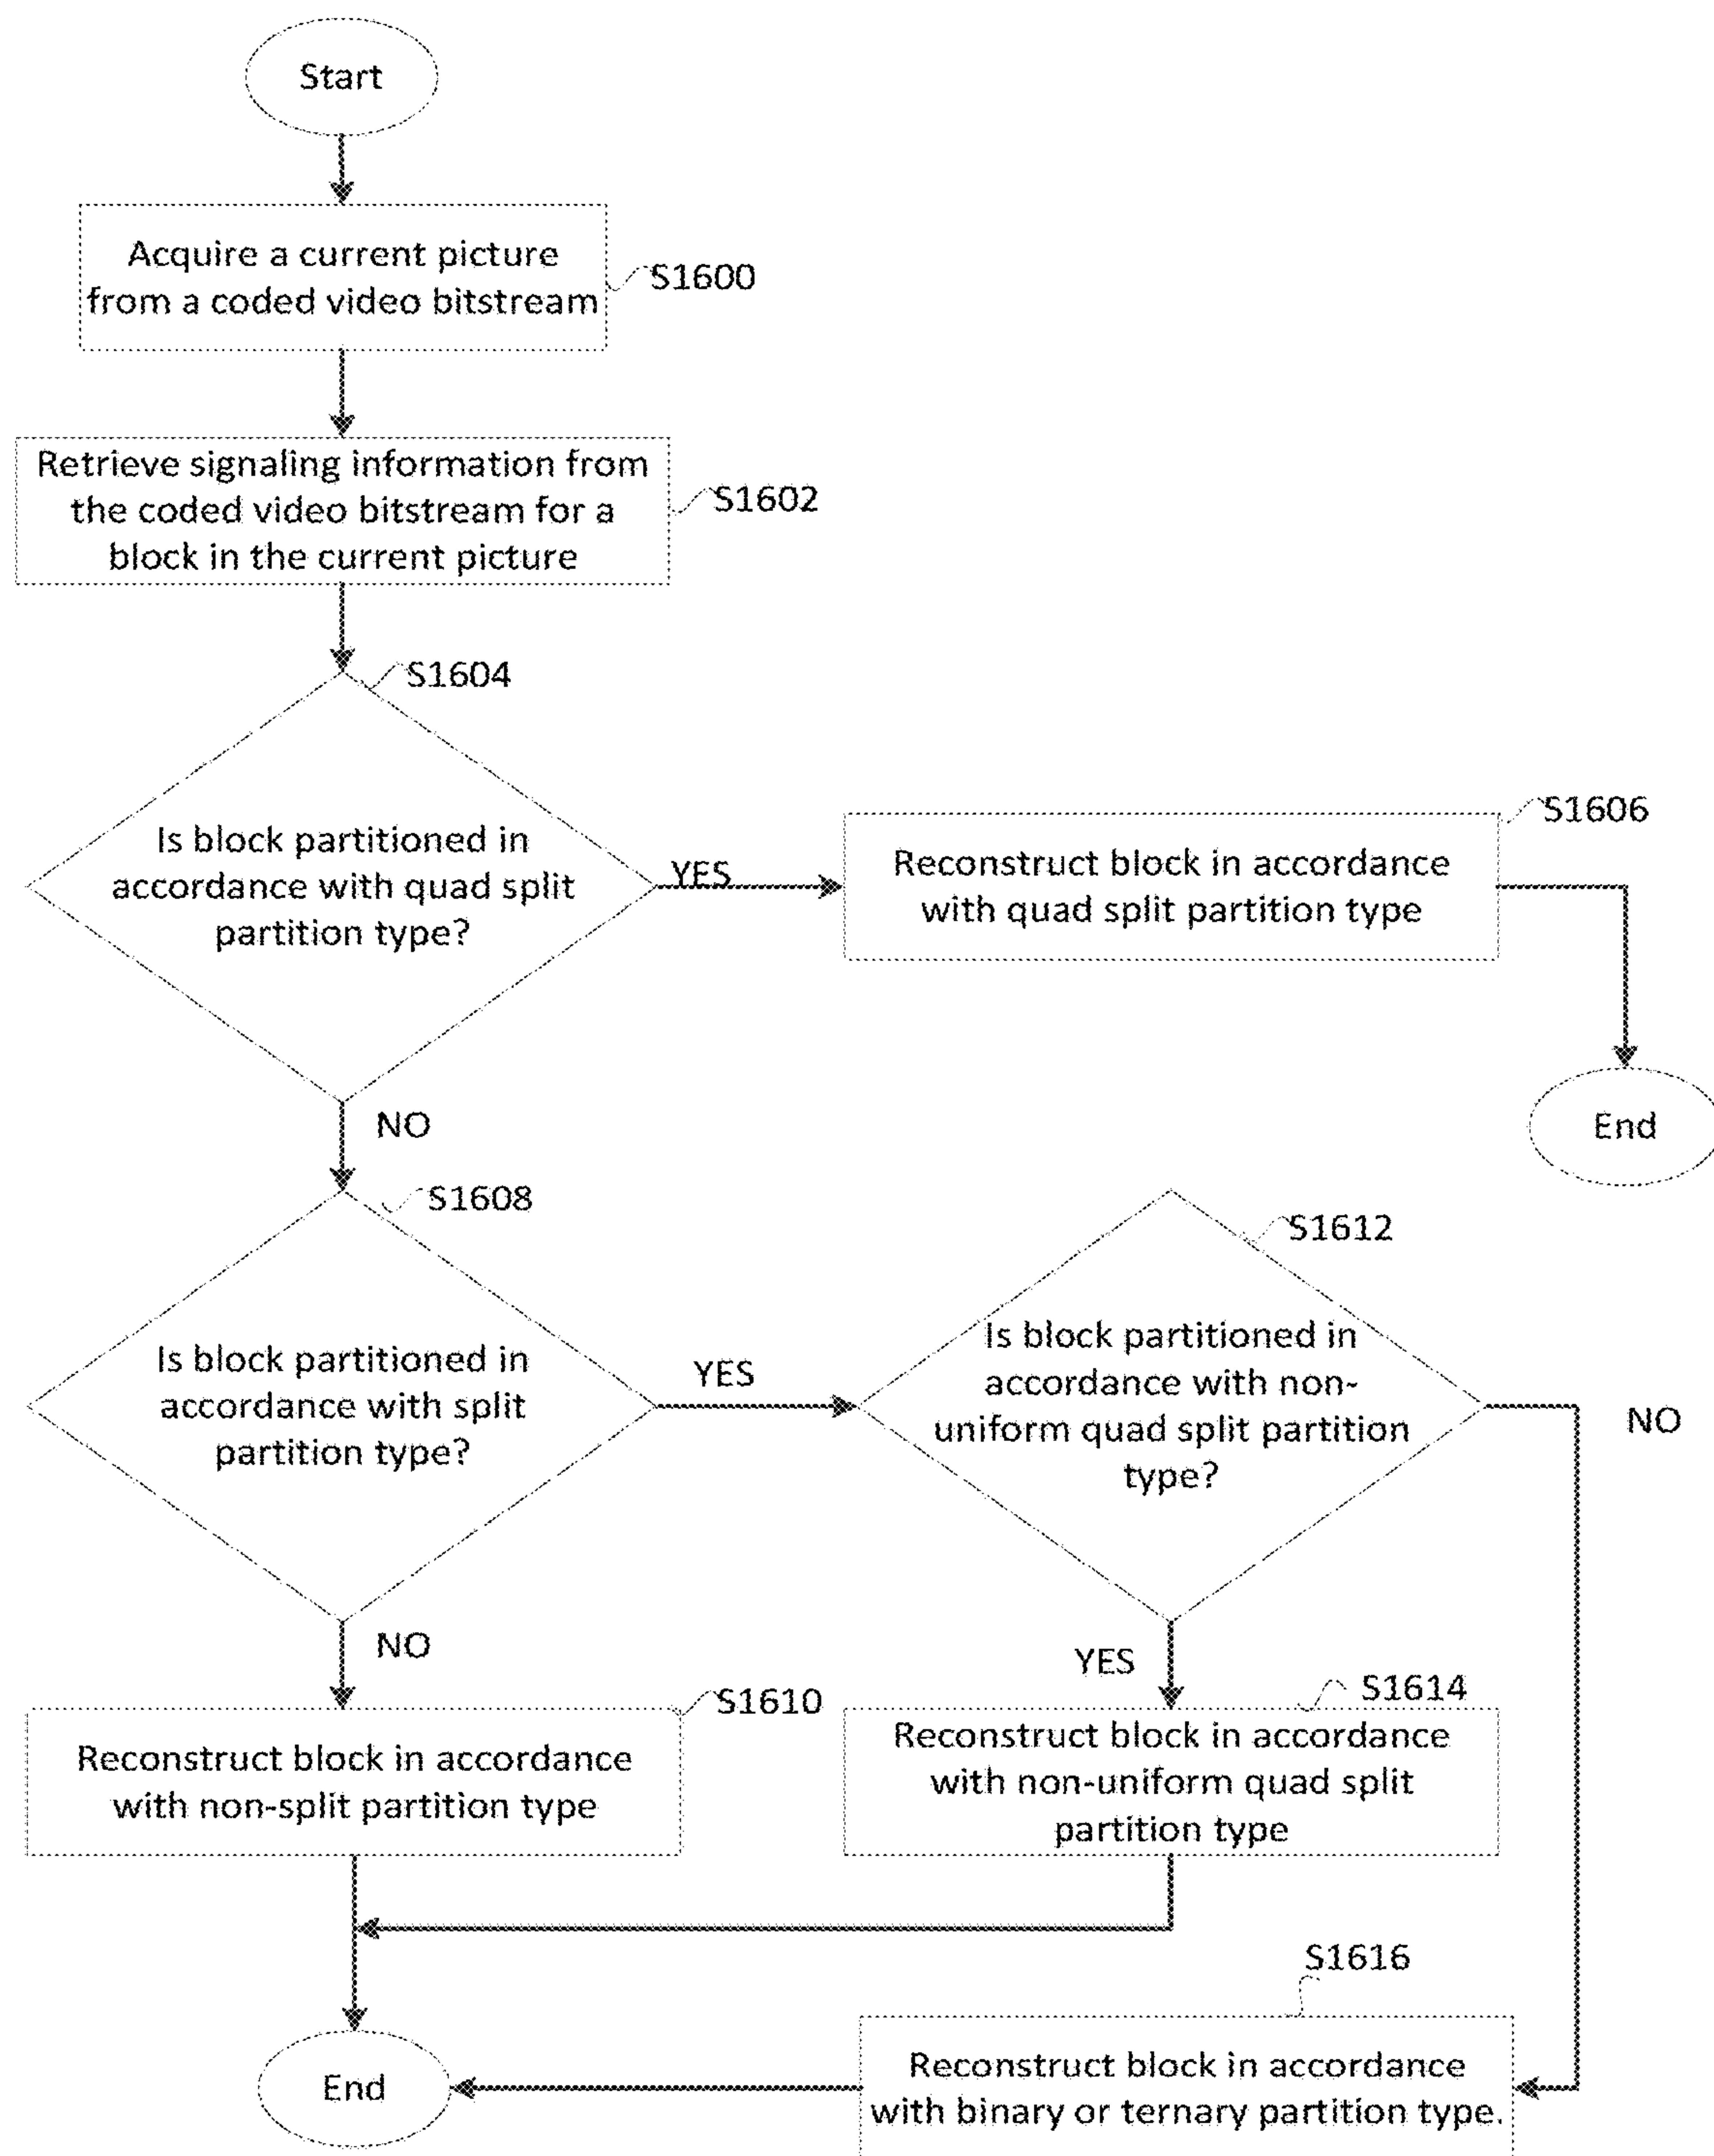 Start
Acquire a current picture
from a coded video bitstream
S1600
Retrieve signaling information from
the coded video bitstream for a
block in the current picture
S1602
S1604
Is block partitioned in
accordance with quad split
partition type?
YES
S1606
Reconstruct block in accordance
with quad split partition type
End
NO
S1608
Is block partitioned in
accordance with split
partition type?
YES
S1612
Is block partitioned in
accordance with non-
uniform quad split partition
type?
NO
NO
YES
S1610
Reconstruct block in accordance
with non-split partition type
S1614
Reconstruct block in accordance
with non-uniform quad split
partition type
S1616
Reconstruct block in accordance
with binary or ternary partition type.
End